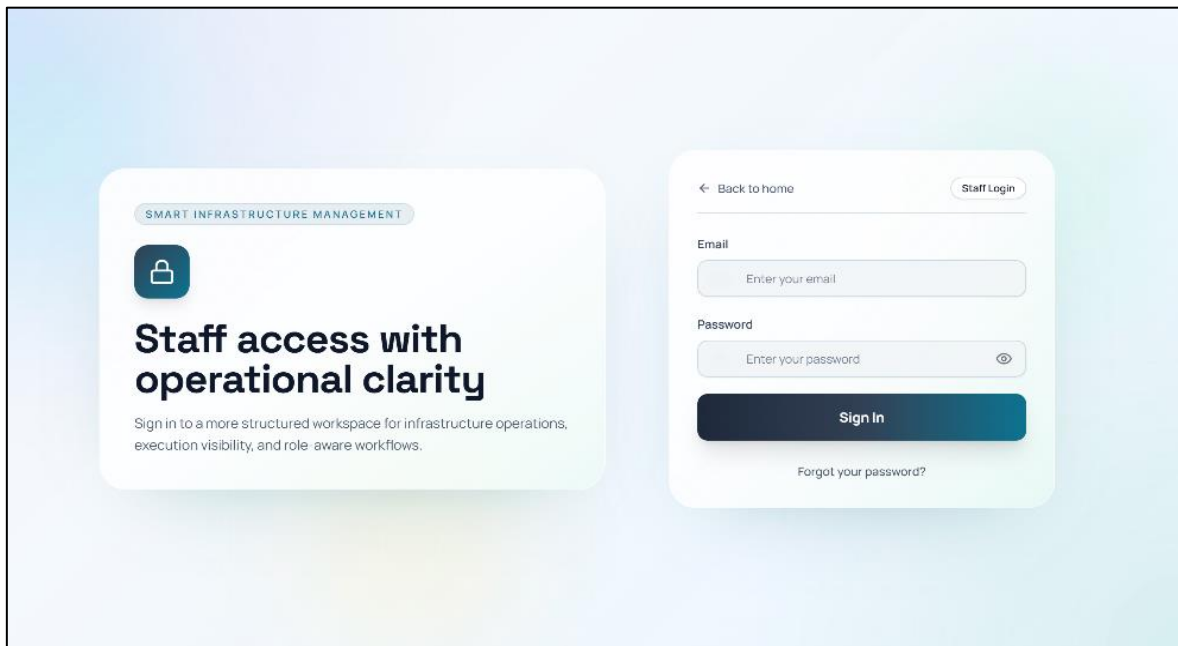 SMART INFRASTRUCTURE MANAGEMENT
Staff access with
operational clarity
Sign in to a more structured workspace for infrastructure operations,
execution visibility, and role-aware workflows.
Back to home
Staff Login
Email
Enter your email
Password
Enter your password
Sign In
Forgot your password?